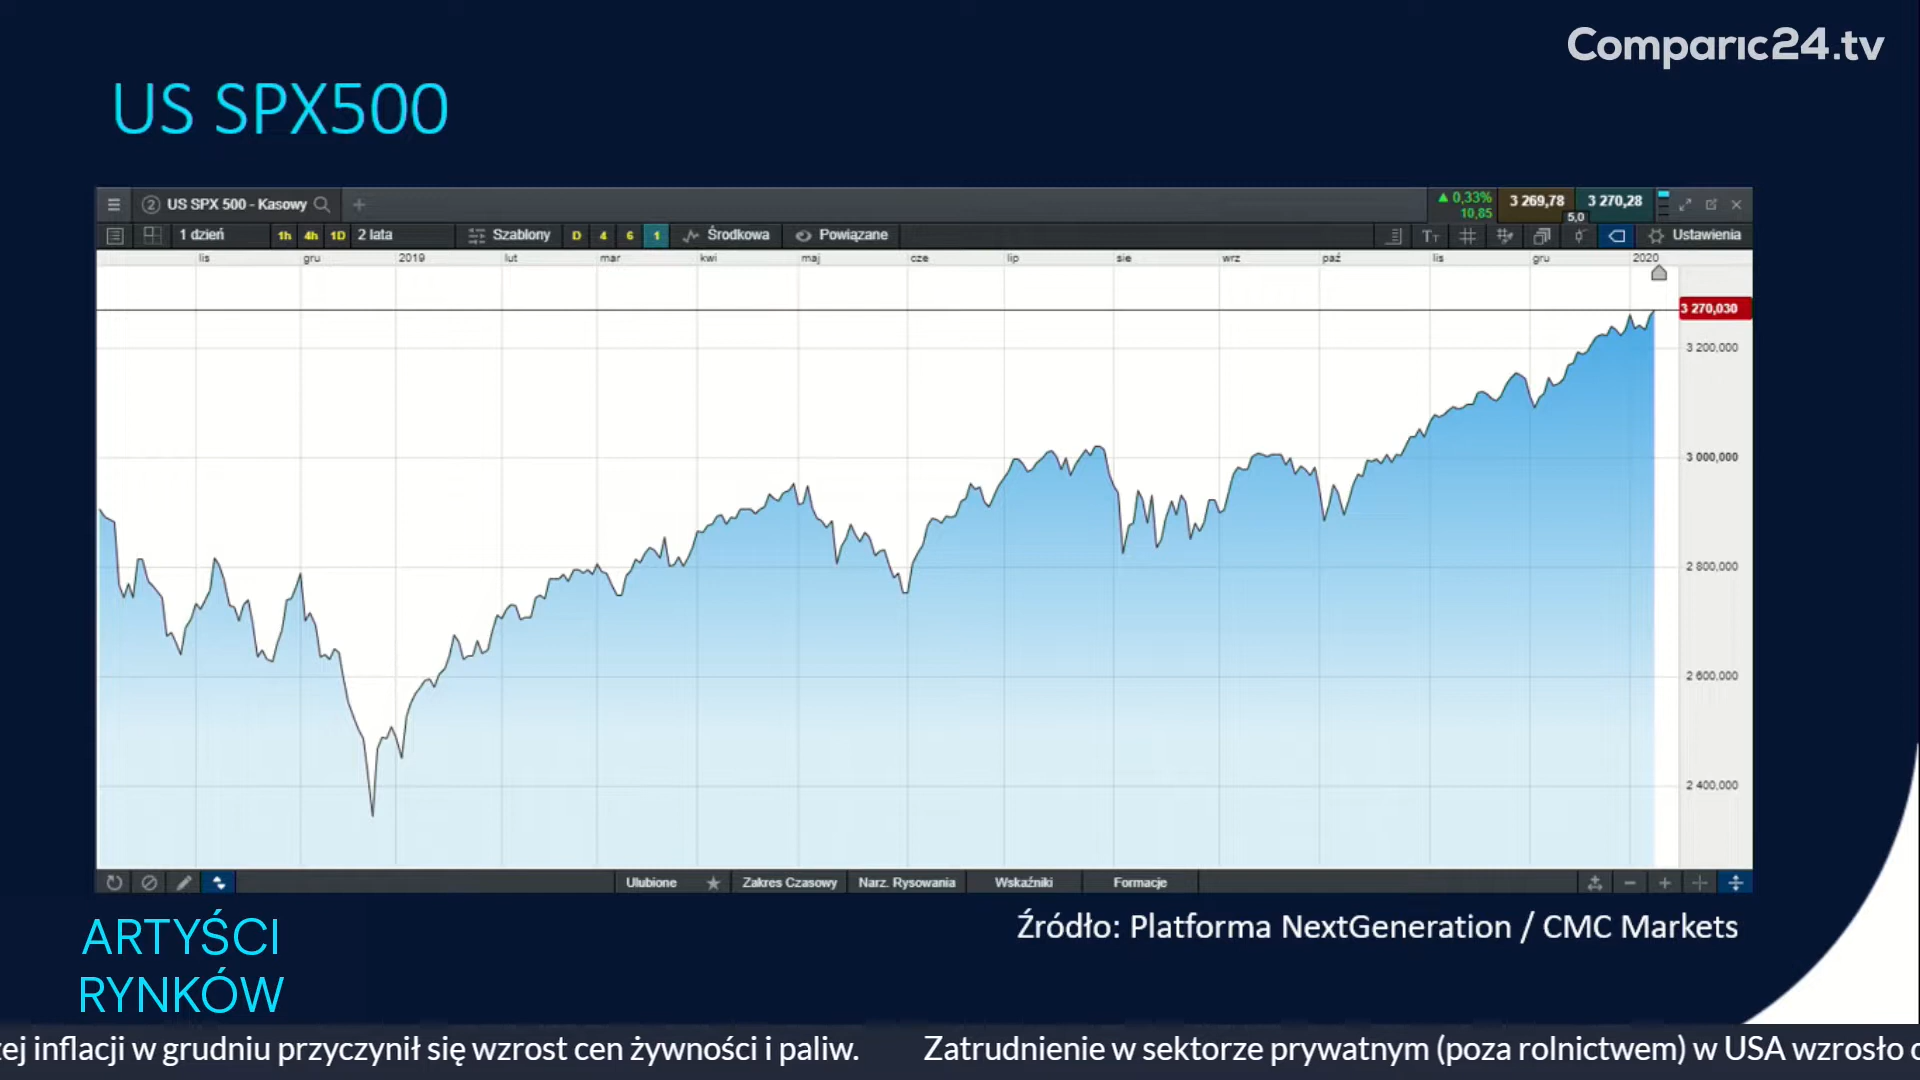 Comparic24.tv
US SPX500
2 US SPX 500 - Kasowy
0,33% 3 269,78 3 270,28
10,85 5,0
1 dzień 1h 4h 1D 2 lata Szablony D 4 6 1 Środkowa Powiązane Ustawienia
lis gru 2019 lut mar kwi maj cze lip sie wrz paź lis gru 2020
3 270,030
3 200,000
3 000,000
2 800,000
2 600,000
2 400,000
Ulubione Zakres Czasowy Narz. Rysowania Wskaźniki Formacje
Źródło: Platforma NextGeneration / CMC Markets
ARTYŚCI
RYNKÓW
ej inflacji w grudniu przyczynił się wzrost cen żywności i paliw. Zatrudnienie w sektorze prywatnym (poza rolnictwem) w USA wzrosło